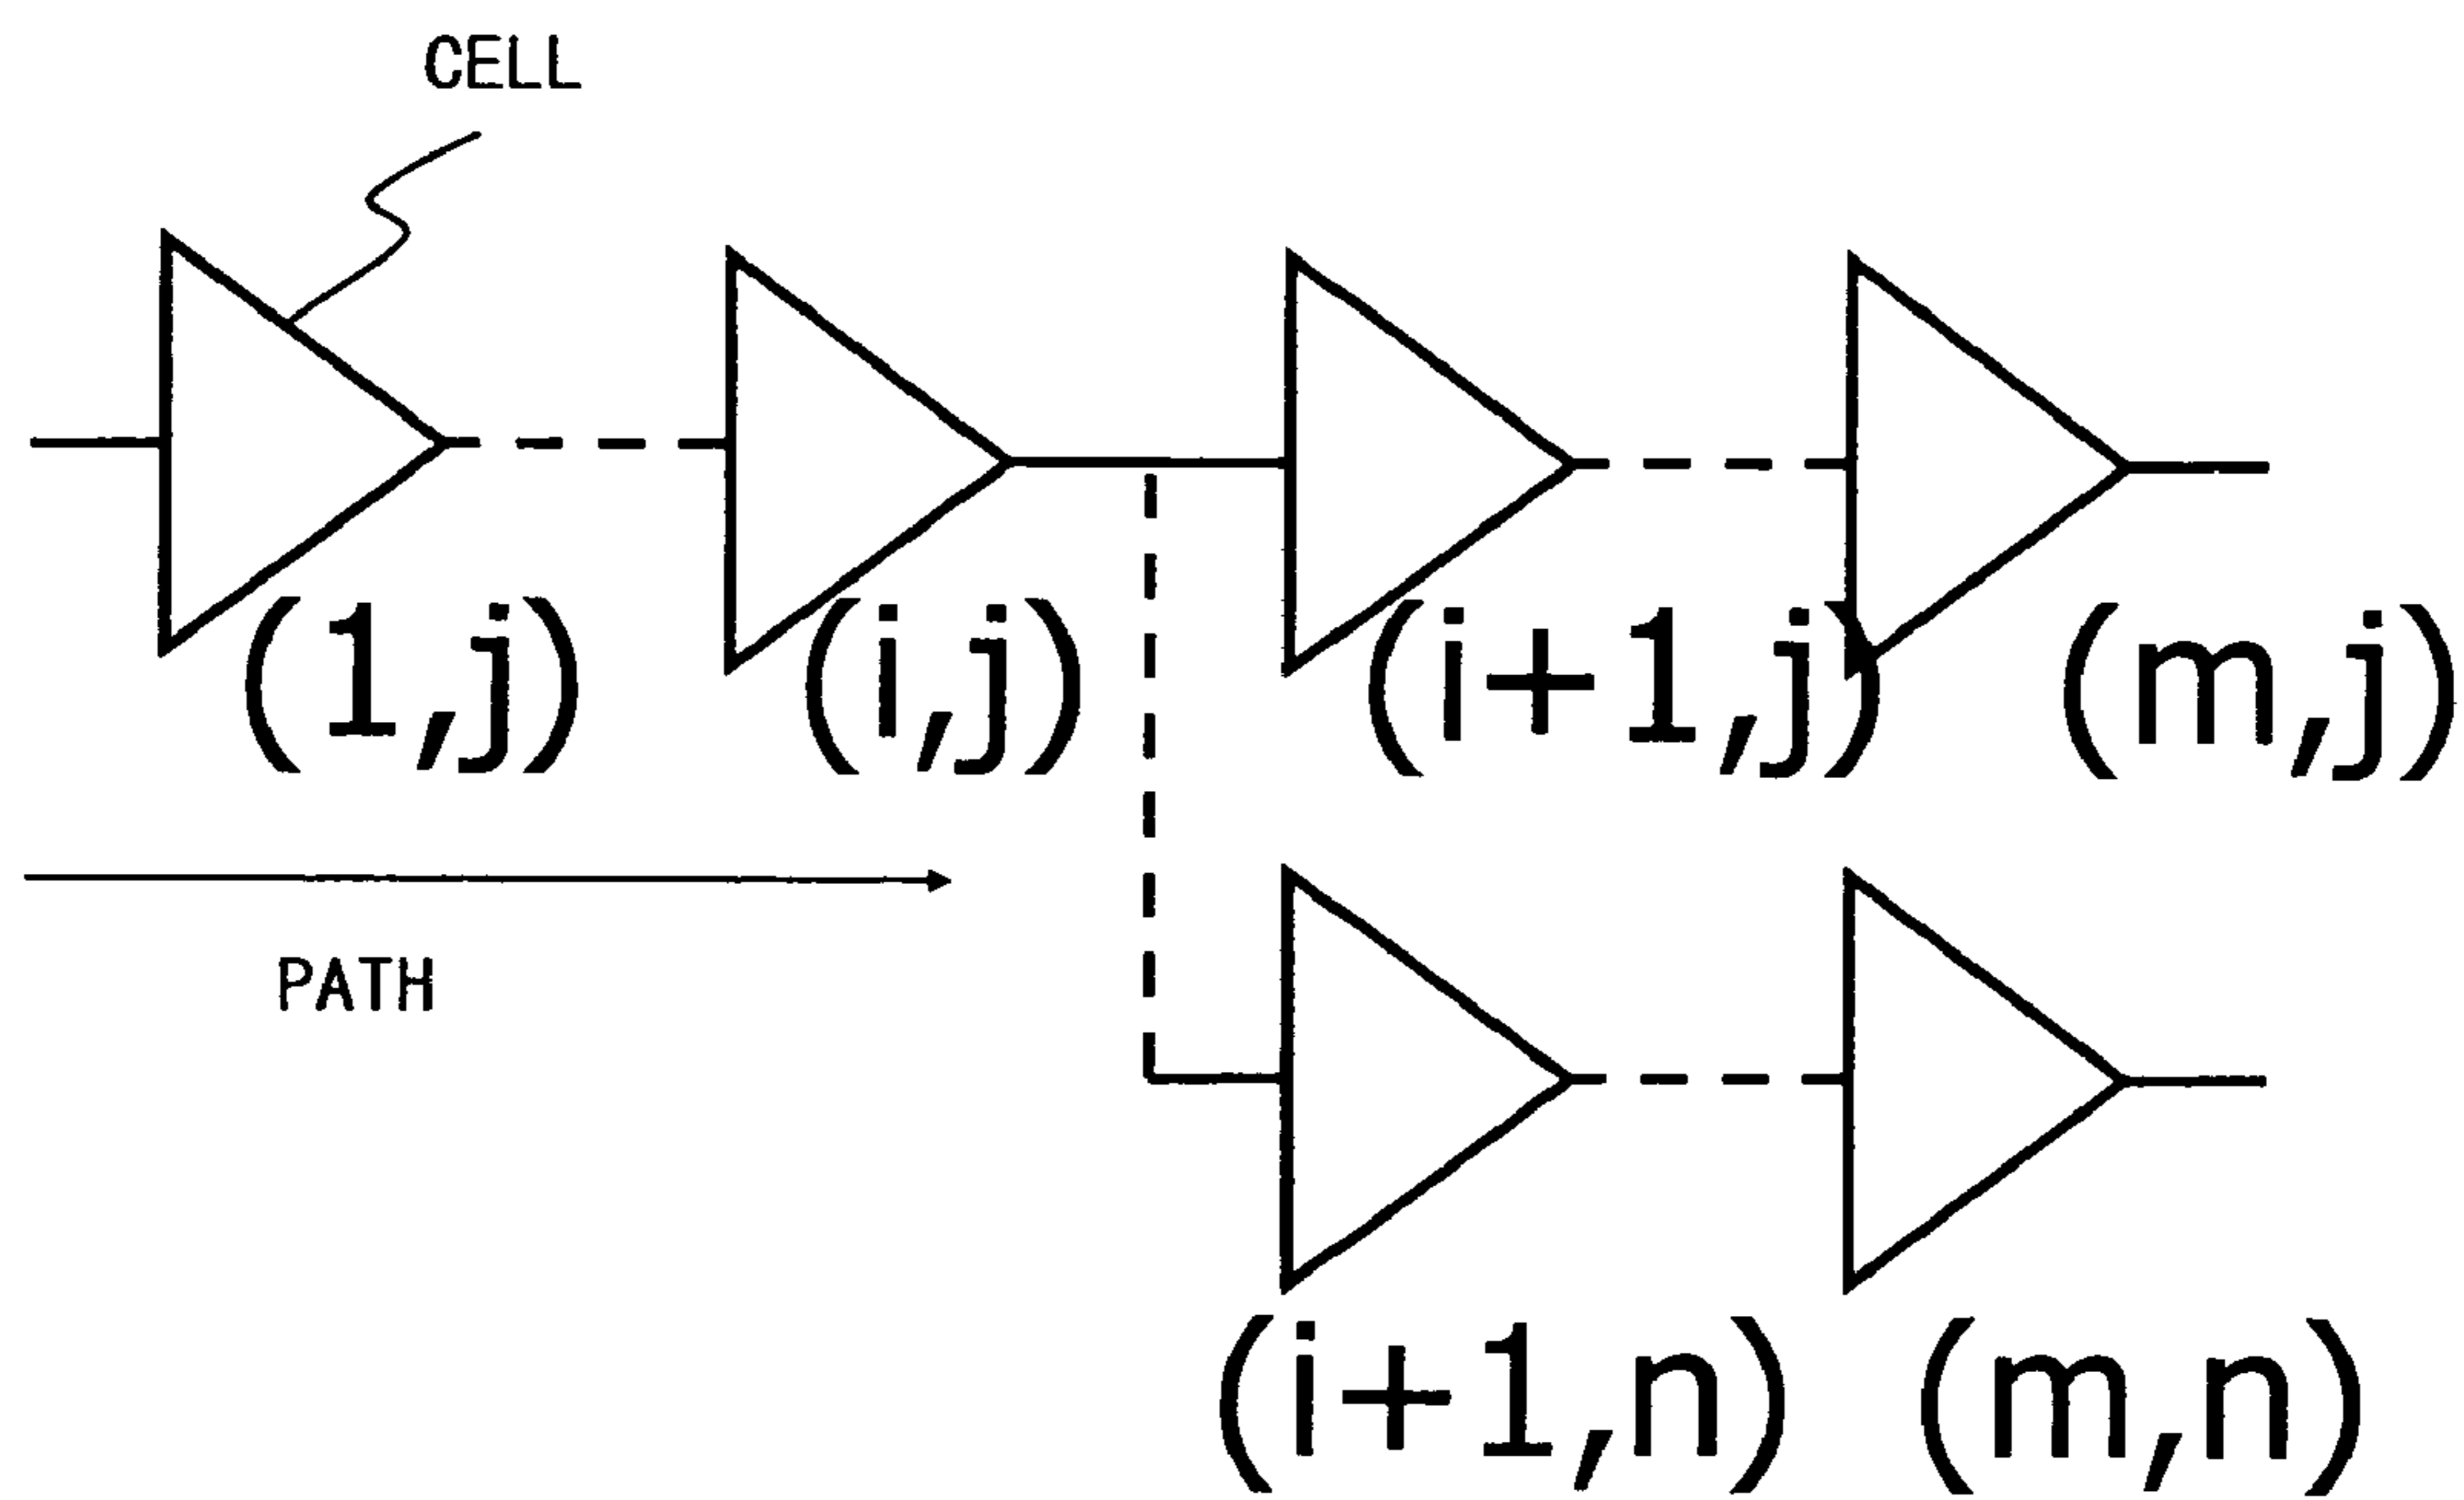 CELL
(1,j) (i,j) (i+1,j) (m,j)
PATH
(i+1,n) (m,n)